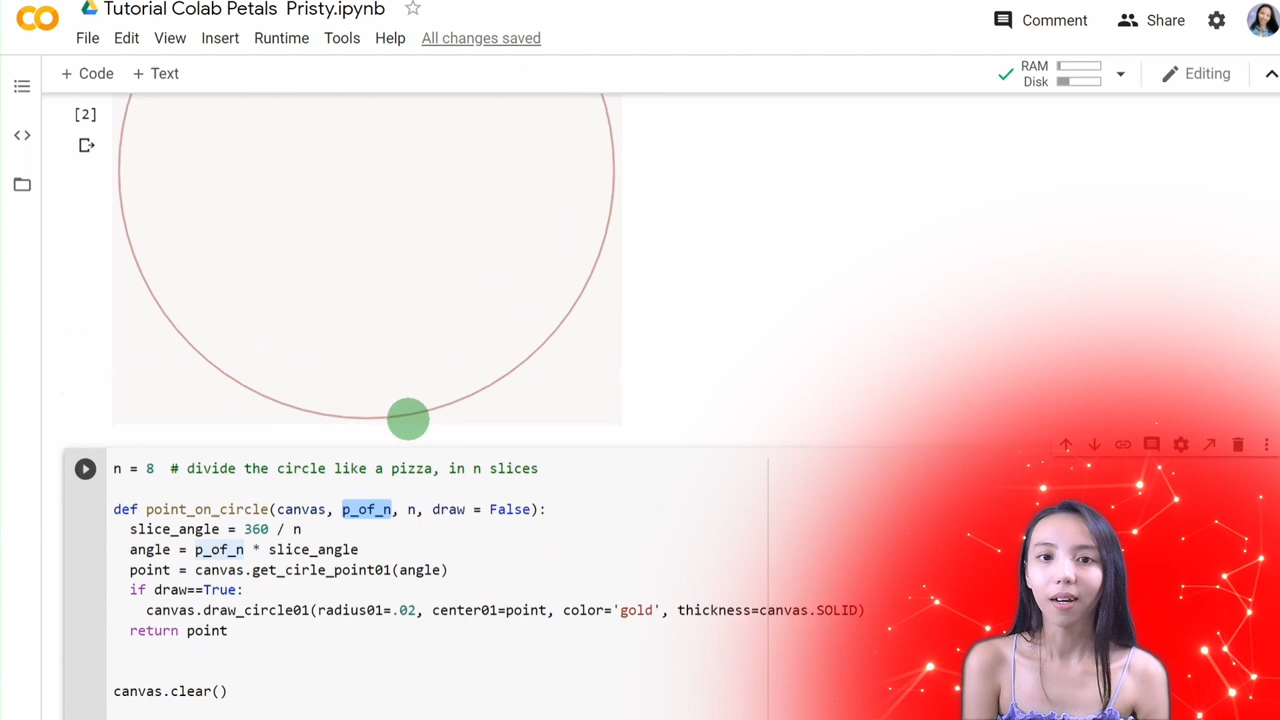 Tutorial Colab Petals Pristy.ipynb
File Edit View Insert Runtime Tools Help All changes saved
Comment
Share
+ Code + Text
RAM
Disk
Editing
[2]
n = 8  # divide the circle like a pizza, in n slices
def point_on_circle(canvas, p_of_n, n, draw = False):
slice_angle = 360 / n
angle = p_of_n * slice_angle
point = canvas.get_cirle_point01(angle)
if draw==True:
canvas.draw_circle01(radius01=.02, center01=point, color='gold', thickness=canvas.SOLID)
return point
canvas.clear()